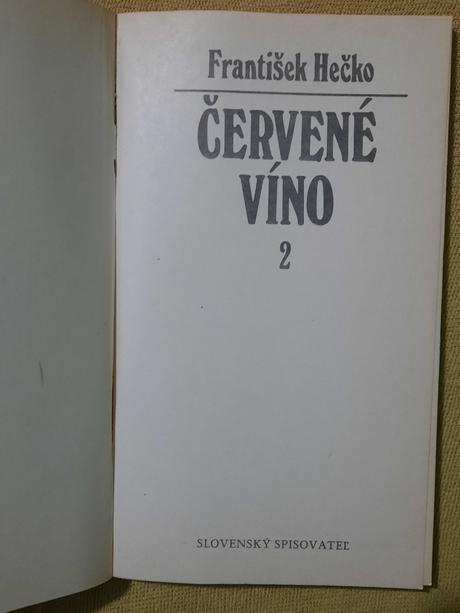 František Hečko
ČERVENÉ
VÍNO
2
SLOVENSKÝ SPISOVATEĽ